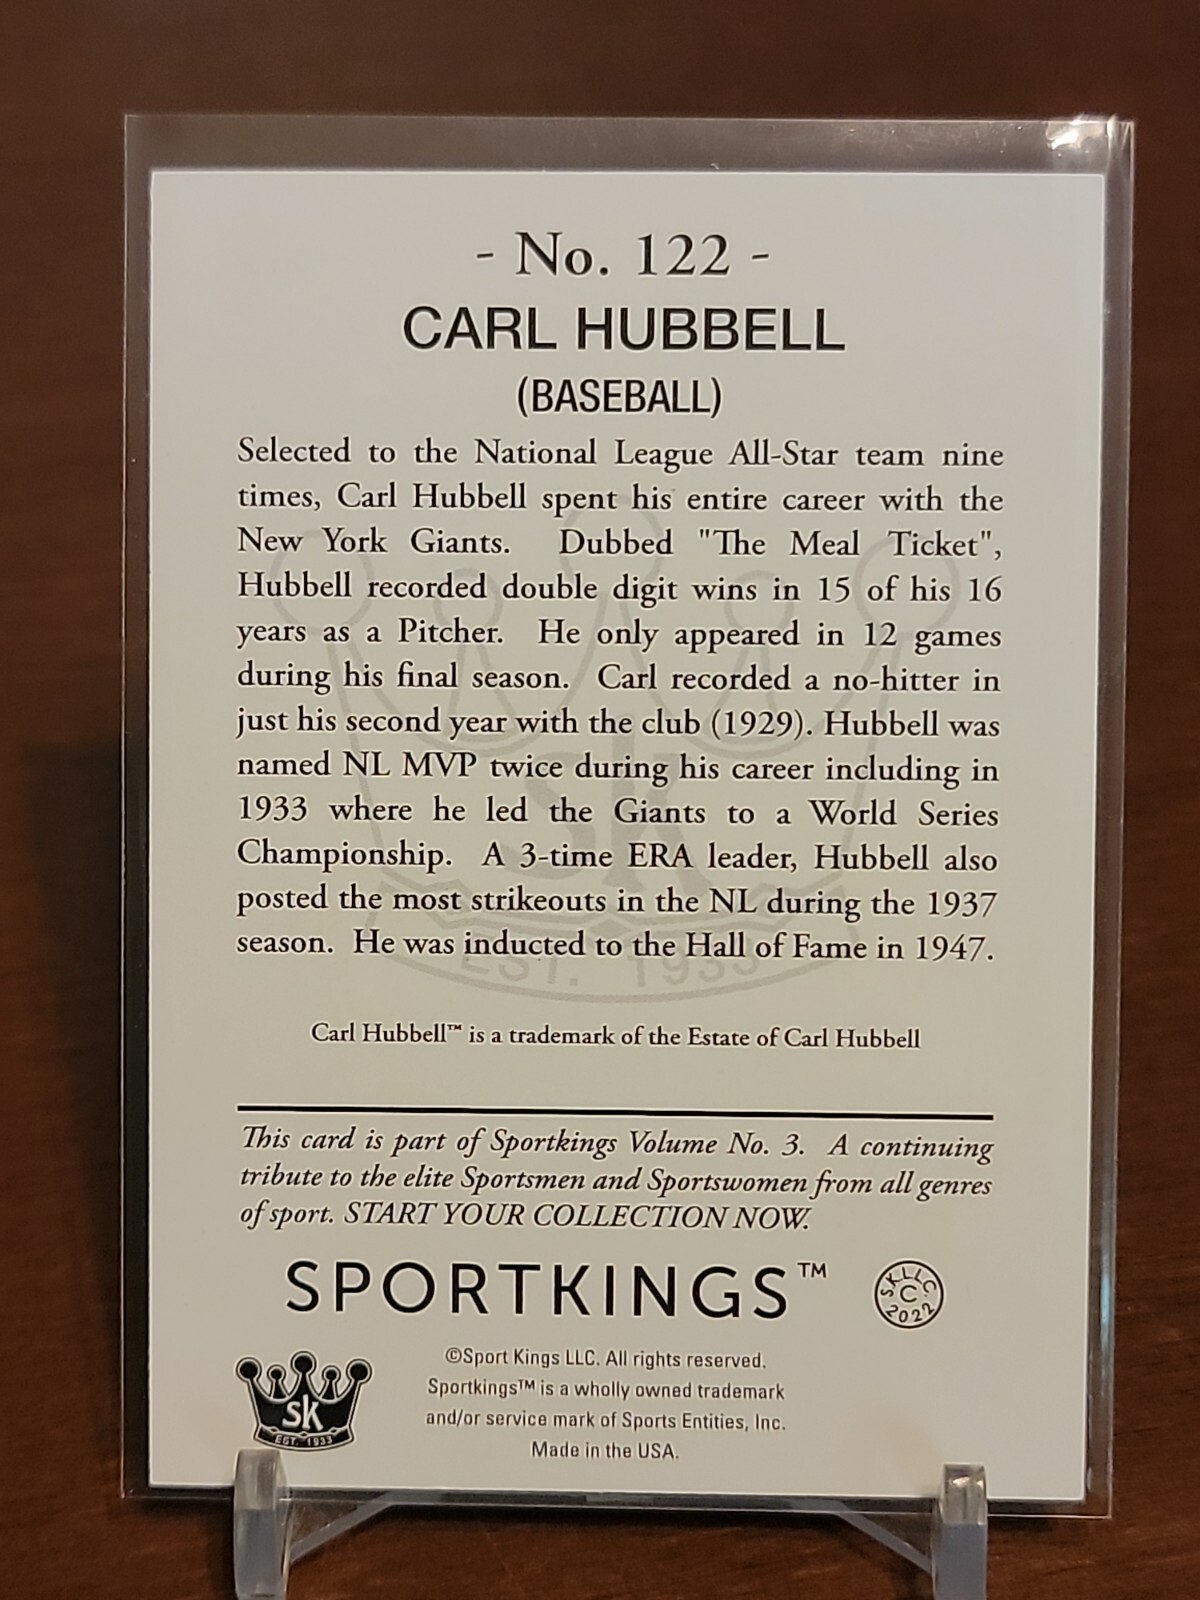 - No. 122 -
CARL HUBBELL
(BASEBALL)
Selected to the National League All-Star team nine
times, Carl Hubbell spent his entire career with the
New York Giants. Dubbed "The Meal Ticket",
Hubbell recorded double digit wins in 15 of his 16
years as a Pitcher. He only appeared in 12 games
during his final season. Carl recorded a no-hitter in
just his second year with the club (1929). Hubbell was
named NL MVP twice during his career including in
1933 where he led the Giants to a World Series
Championship. A 3-time ERA leader, Hubbell also
posted the most strikeouts in the NL during the 1937
season. He was inducted to the Hall of Fame in 1947.
SK
EST. 1933
Carl Hubbell™ is a trademark of the Estate of Carl Hubbell
This card is part of Sportkings Volume No. 3. A continuing
tribute to the elite Sportsmen and Sportswomen from all genres
of sport. START YOUR COLLECTION NOW.
SPORTKINGS™
S.K.L.L.C.
C
2022
©Sport Kings LLC. All rights reserved.
Sportkings™ is a wholly owned trademark
and/or service mark of Sports Entities, Inc.
Made in the USA.
SK
EST. 1933